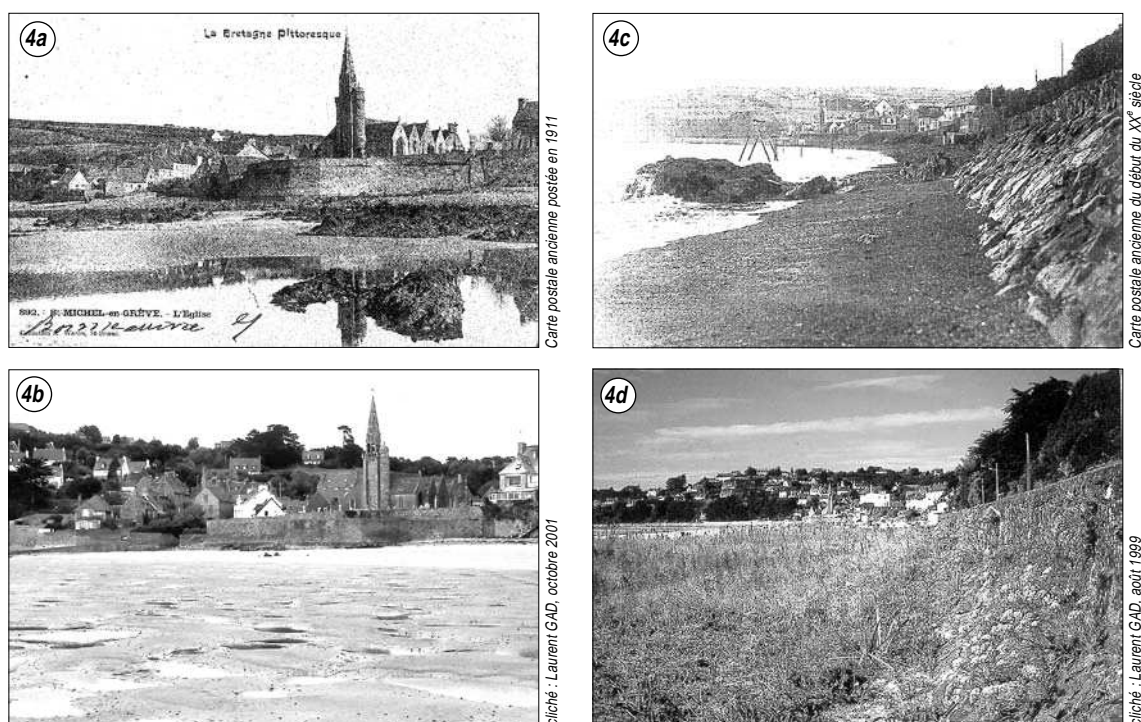 4a
La Bretagne Pittoresque
892. - St MICHEL-en-GRÈVE. - L'Eglise
Carte postale ancienne postée en 1911
4c
Carte postale ancienne du début du XXe siècle
4b
cliché : Laurent GAD, octobre 2001
4d
cliché : Laurent GAD, août 1999